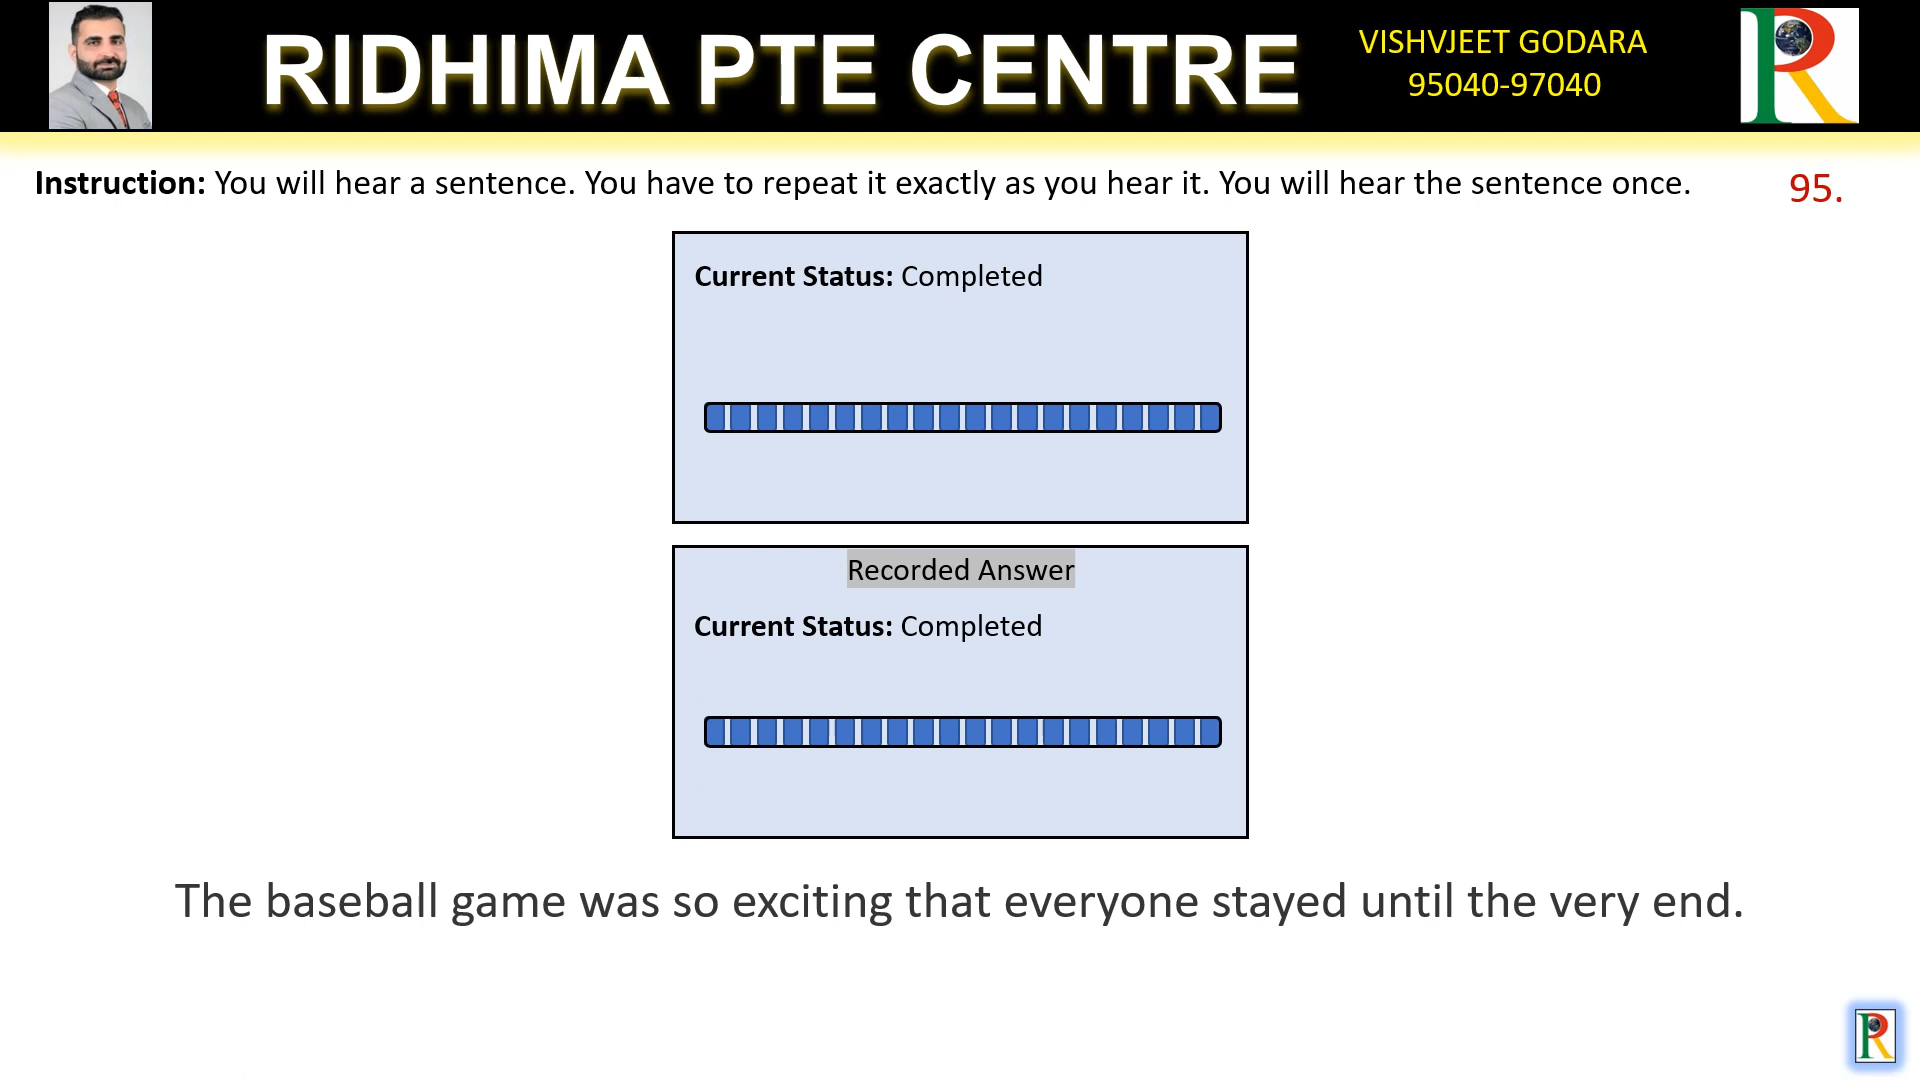 RIDHIMA PTE CENTRE
VISHVJEET GODARA
95040-97040
Instruction: You will hear a sentence. You have to repeat it exactly as you hear it. You will hear the sentence once.
95.
Current Status: Completed
Recorded Answer
Current Status: Completed
The baseball game was so exciting that everyone stayed until the very end.